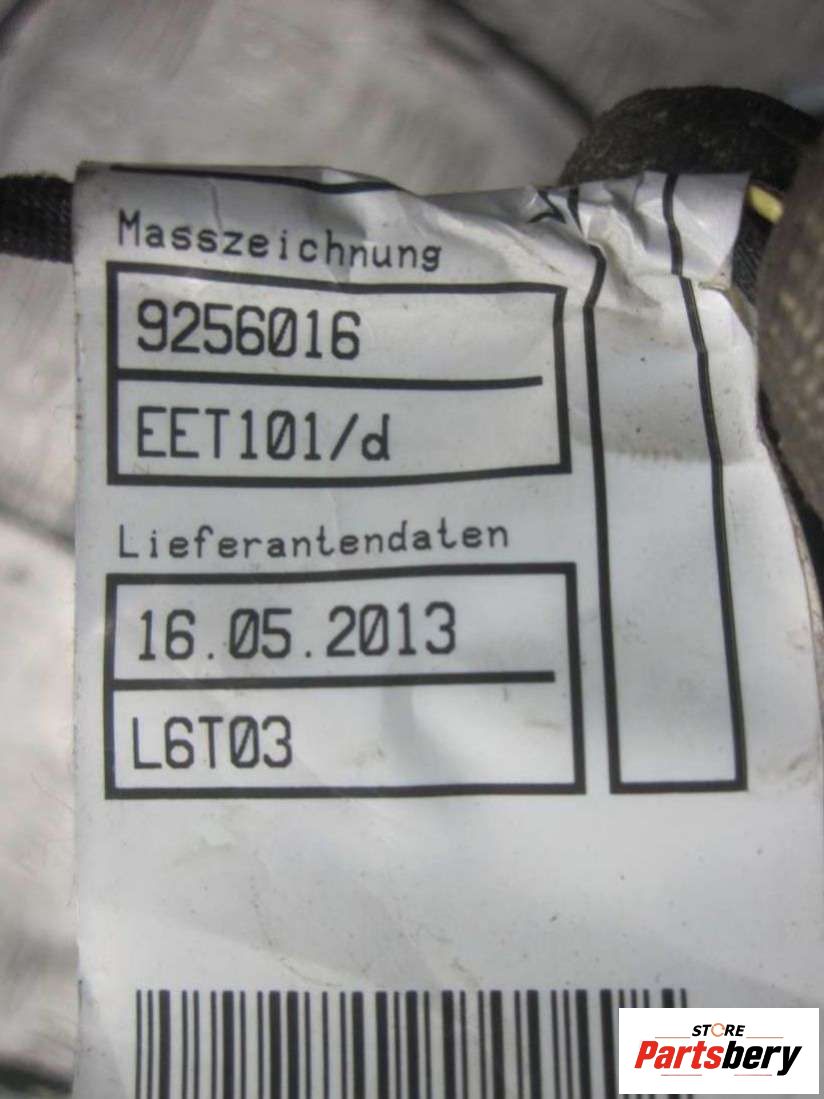 Masszeichnung
9256016
EET101/d
Lieferantendaten
16.05.2013
L6T03
STORE
Partsbery